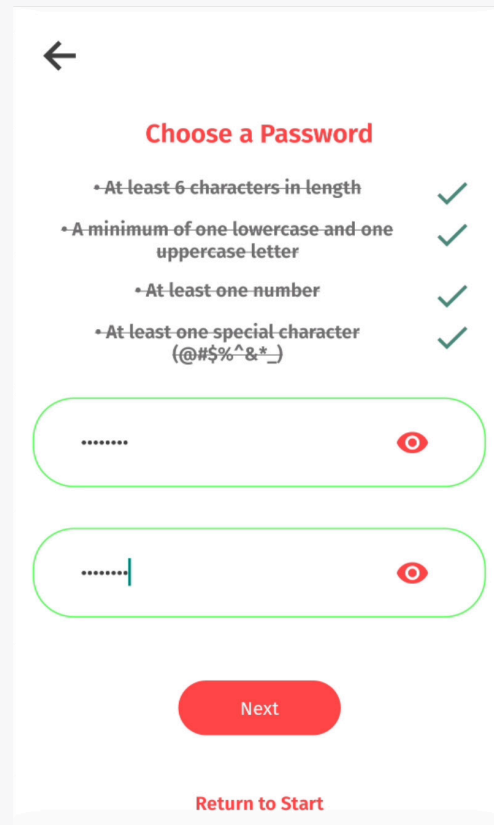 Choose a Password
• At least 6 characters in length
• A minimum of one lowercase and one
uppercase letter
• At least one number
• At least one special character
(@#$%^&*_)
••••••••
••••••••
Next
Return to Start